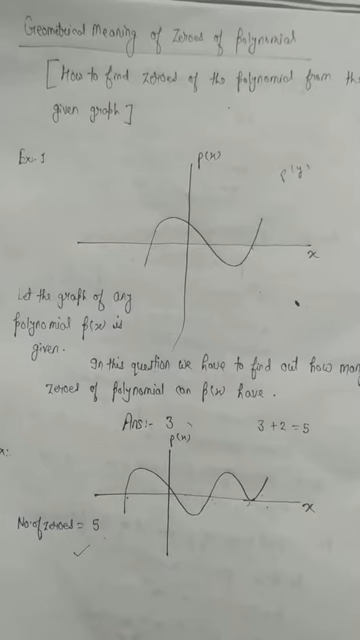 Geometrical Meaning of Zeroes of Polynomial
[How to find zeroes of the polynomial from the
given graph]
Ex:-1
p(x)
p(y)
x
Let the graph of any
polynomial p(x) is
given.
In this question we have to find out how many
zeroes of polynomial can p(x) have.
Ans:- 3
3+2=5
p(x)
x
No. of zeroes = 5